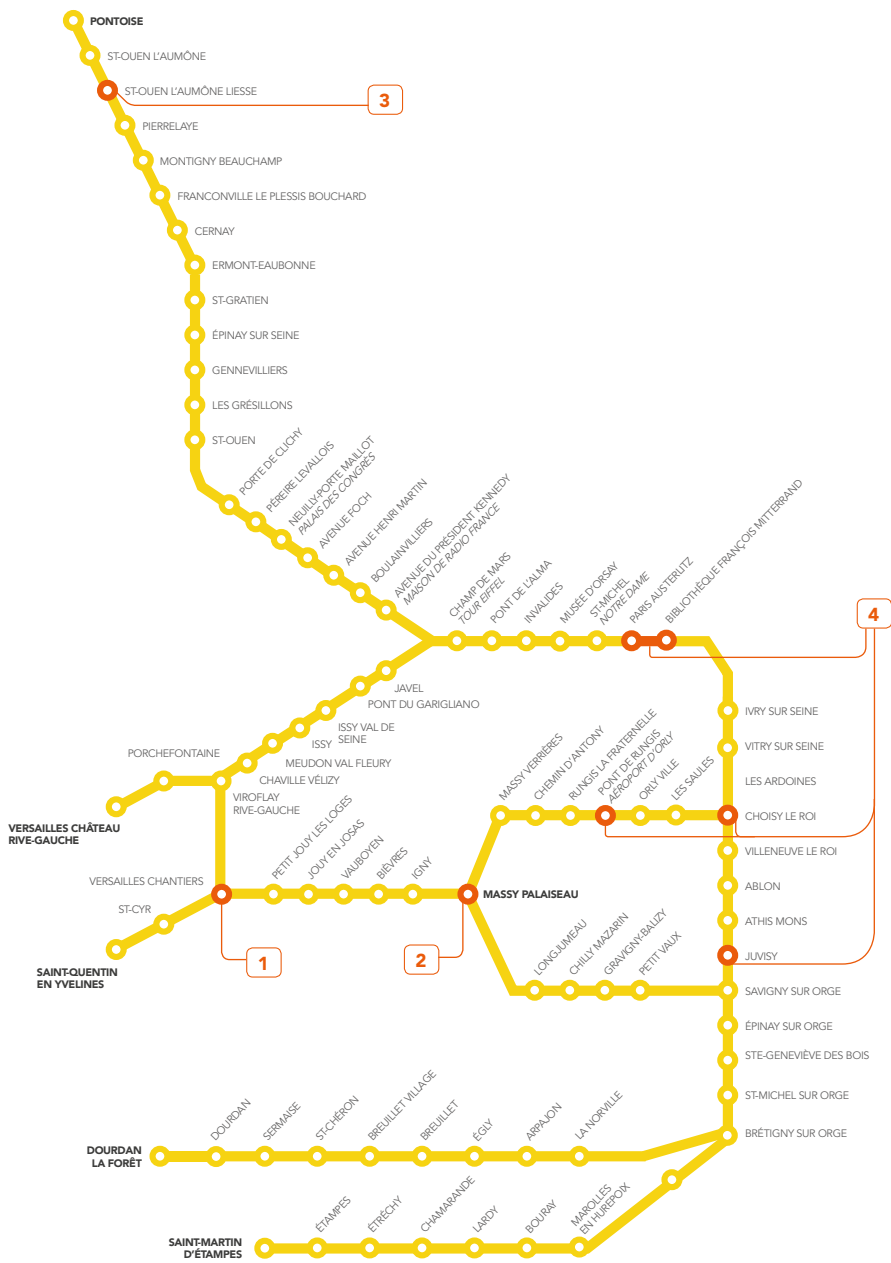 PONTOISE
ST-OUEN L'AUMÔNE
ST-OUEN L'AUMÔNE LIESSE
3
PIERRELAYE
MONTIGNY BEAUCHAMP
FRANCONVILLE LE PLESSIS BOUCHARD
CERNAY
ERMONT-EAUBONNE
ST-GRATIEN
ÉPINAY SUR SEINE
GENNEVILLIERS
LES GRÉSILLONS
ST-OUEN
PORTE DE CLICHY
PÉREIRE LEVALLOIS
NEUILLY-PORTE MAILLOT
PALAIS DES CONGRÈS
AVENUE FOCH
AVENUE HENRI MARTIN
BOULAINVILLIERS
AVENUE DU PRÉSIDENT KENNEDY
MAISON DE RADIO FRANCE
CHAMP DE MARS
TOUR EIFFEL
PONT DE L'ALMA
INVALIDES
MUSÉE D'ORSAY
ST-MICHEL
NOTRE DAME
PARIS AUSTERLITZ
BIBLIOTHÈQUE FRANÇOIS MITTERRAND
4
JAVEL
PONT DU GARIGLIANO
ISSY VAL DE
SEINE
ISSY
MEUDON VAL FLEURY
CHAVILLE VÉLIZY
VIROFLAY
RIVE-GAUCHE
PORCHEFONTAINE
VERSAILLES CHÂTEAU
RIVE-GAUCHE
VERSAILLES CHANTIERS
ST-CYR
SAINT-QUENTIN
EN YVELINES
1
PETIT JOUY LES LOGES
JOUY EN JOSAS
VAUBOYEN
BIÈVRES
IGNY
MASSY PALAISEAU
2
MASSY VERRIÈRES
CHEMIN D'ANTONY
RUNGIS LA FRATERNELLE
PONT DE RUNGIS
AÉROPORT D'ORLY
ORLY VILLE
LES SAULES
IVRY SUR SEINE
VITRY SUR SEINE
LES ARDOINES
CHOISY LE ROI
VILLENEUVE LE ROI
ABLON
ATHIS MONS
JUVISY
LONGJUMEAU
CHILLY MAZARIN
GRAVIGNY-BALIZY
PETIT VAUX
SAVIGNY SUR ORGE
ÉPINAY SUR ORGE
STE-GENEVIÈVE DES BOIS
ST-MICHEL SUR ORGE
BRÉTIGNY SUR ORGE
DOURDAN
LA FORÊT
DOURDAN
SERMAISE
ST-CHÉRON
BREUILLET VILLAGE
BREUILLET
ÉGLY
ARPAJON
LA NORVILLE
SAINT-MARTIN
D'ÉTAMPES
ÉTAMPES
ÉTRÉCHY
CHAMARANDE
LARDY
BOURAY
MAROLLES
EN HUREPOIX